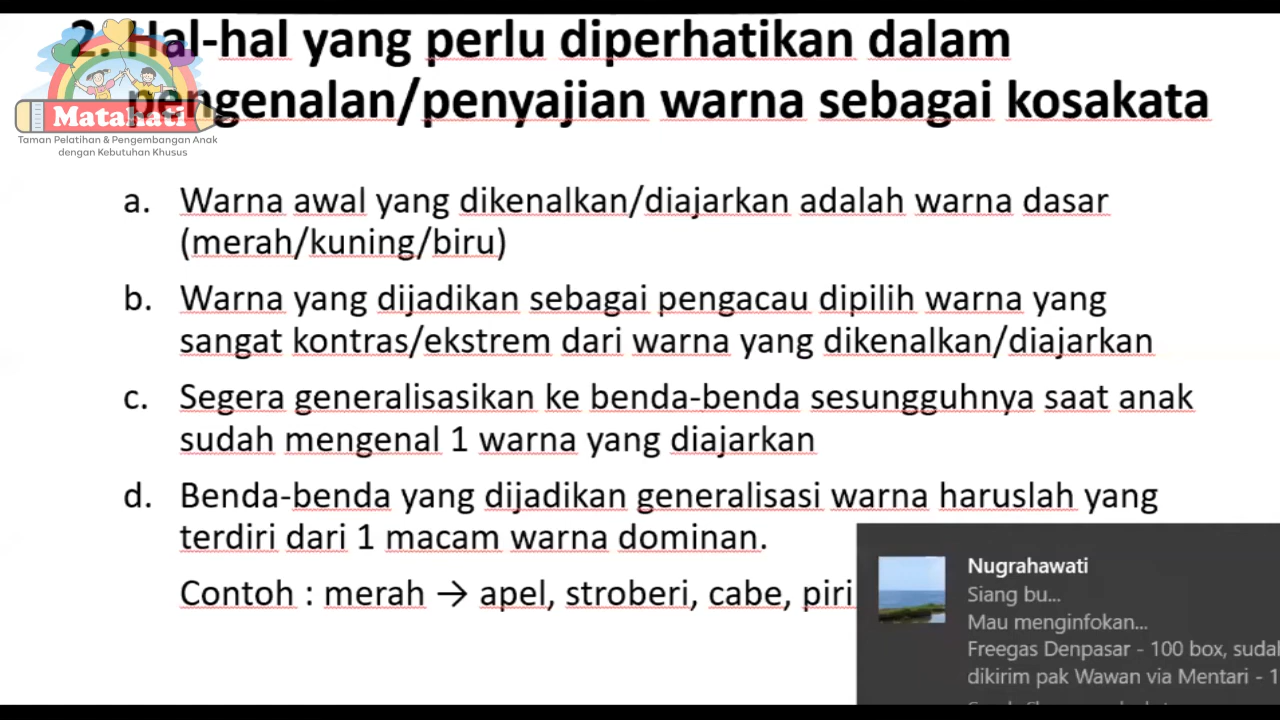 2. Hal-hal yang perlu diperhatikan dalam
pengenalan/penyajian warna sebagai kosakata
Matahati
Taman Pelatihan & Pengembangan Anak
dengan Kebutuhan Khusus
a. Warna awal yang dikenalkan/diajarkan adalah warna dasar
(merah/kuning/biru)
b. Warna yang dijadikan sebagai pengacau dipilih warna yang
sangat kontras/ekstrem dari warna yang dikenalkan/diajarkan
c. Segera generalisasikan ke benda-benda sesungguhnya saat anak
sudah mengenal 1 warna yang diajarkan
d. Benda-benda yang dijadikan generalisasi warna haruslah yang
terdiri dari 1 macam warna dominan.
Contoh : merah → apel, stroberi, cabe, piri
Nugrahawati
Siang bu...
Mau menginfokan...
Freegas Denpasar - 100 box, sudal
dikirim pak Wawan via Mentari - 1